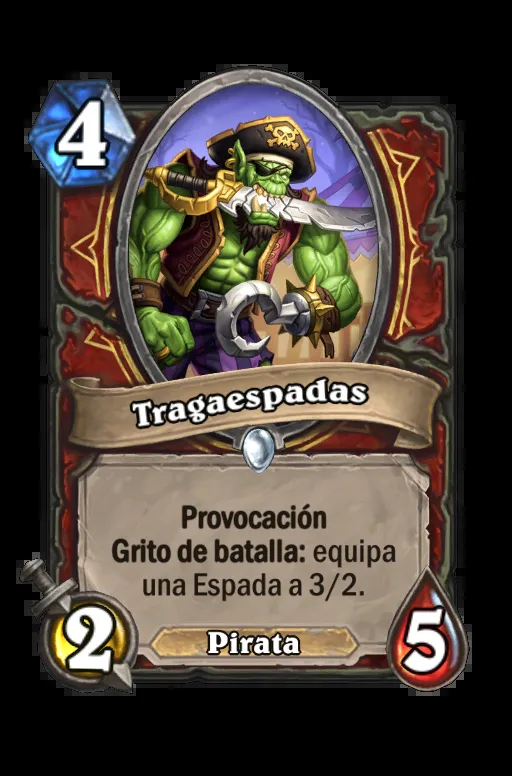 4
Tragaespadas
Provocación
Grito de batalla: equipa
una Espada a 3/2.
2
Pirata
5